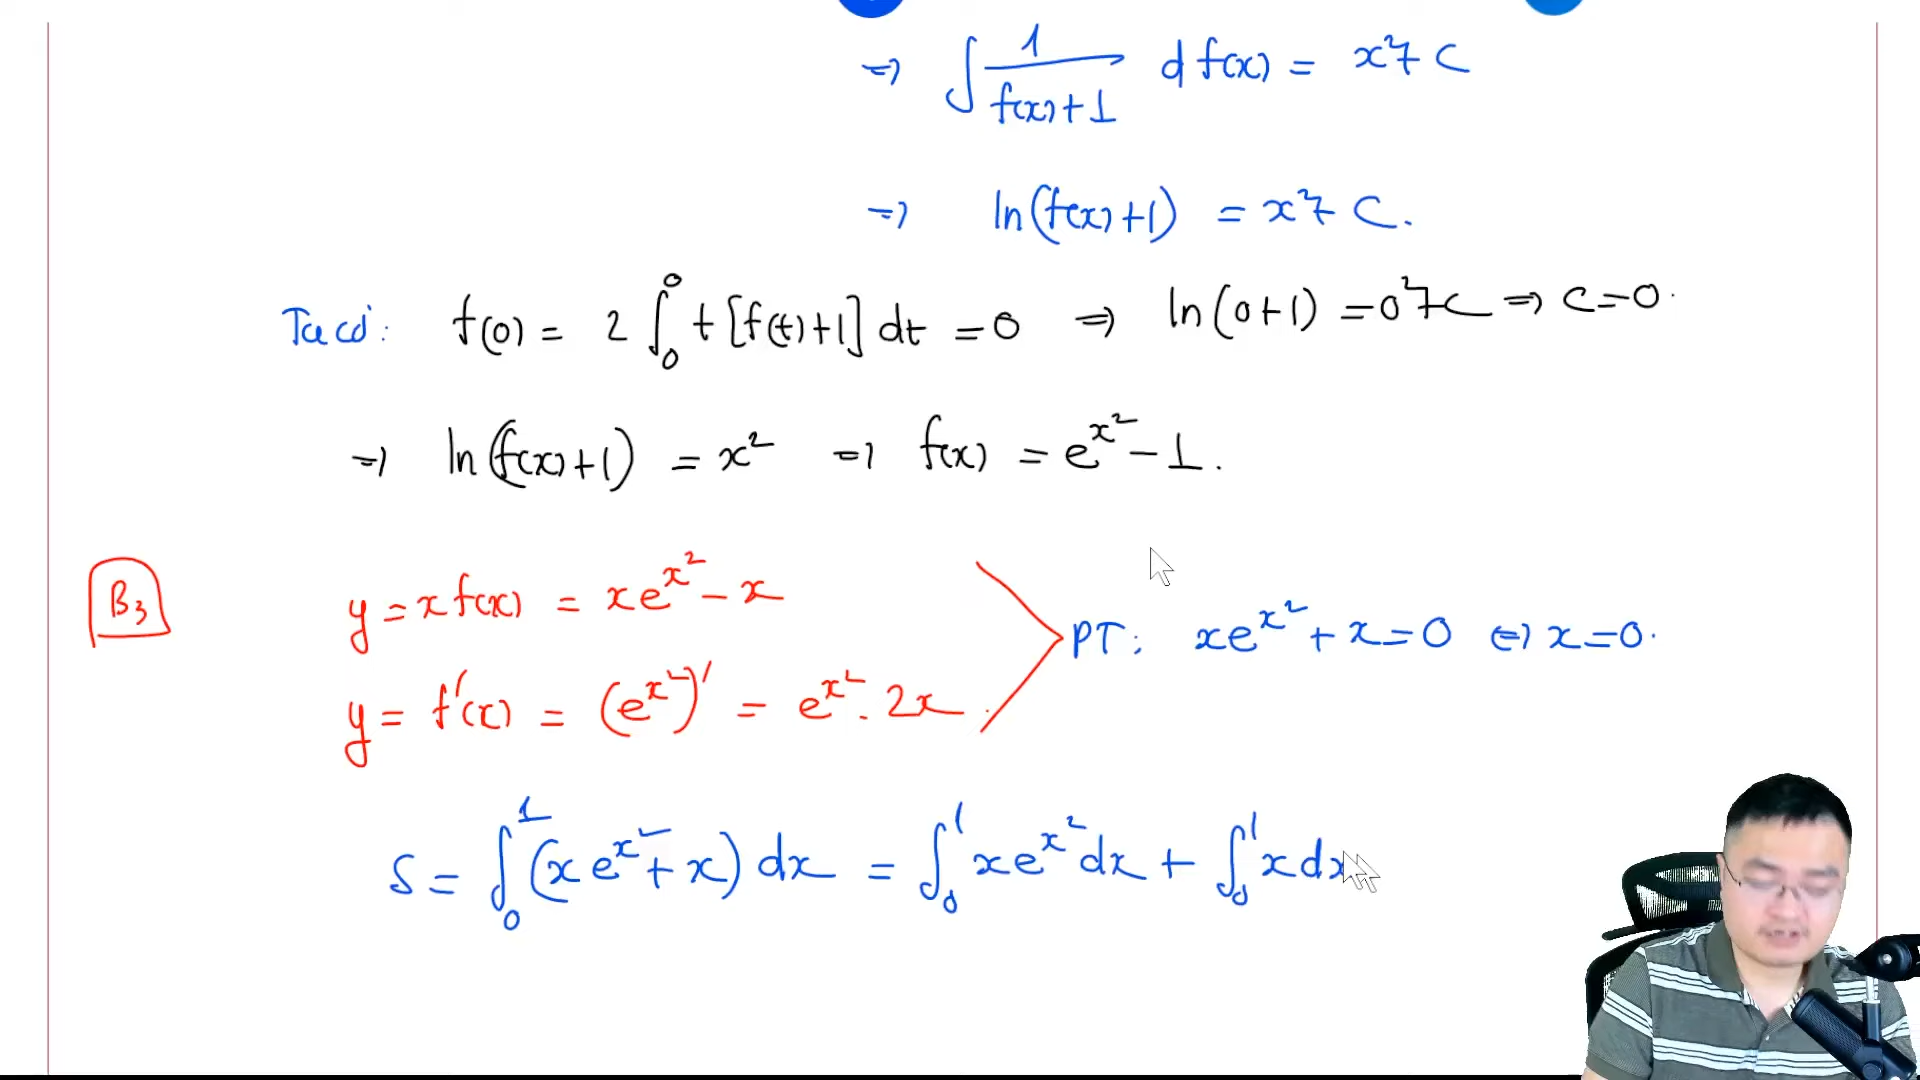 ⇒ ∫ 1/(f(x)+1) d f(x) = x² + C
⇒ ln(f(x)+1) = x² + C.
Ta có: f(0) = 2 ∫₀⁰ t[f(t)+1] dt = 0 ⇒ ln(0+1) = 0² + C ⇒ C = 0.
⇒ ln(f(x)+1) = x² ⇒ f(x) = e^{x²} - 1.
B3
y = x f(x) = xe^{x²} - x
PT: xe^{x²} + x = 0 ⇔ x = 0.
y = f'(x) = (e^{x²})' = e^{x²} . 2x .
S = ∫₀¹ (x e^{x²} + x) dx = ∫₀¹ xe^{x²} dx + ∫₀¹ x dx